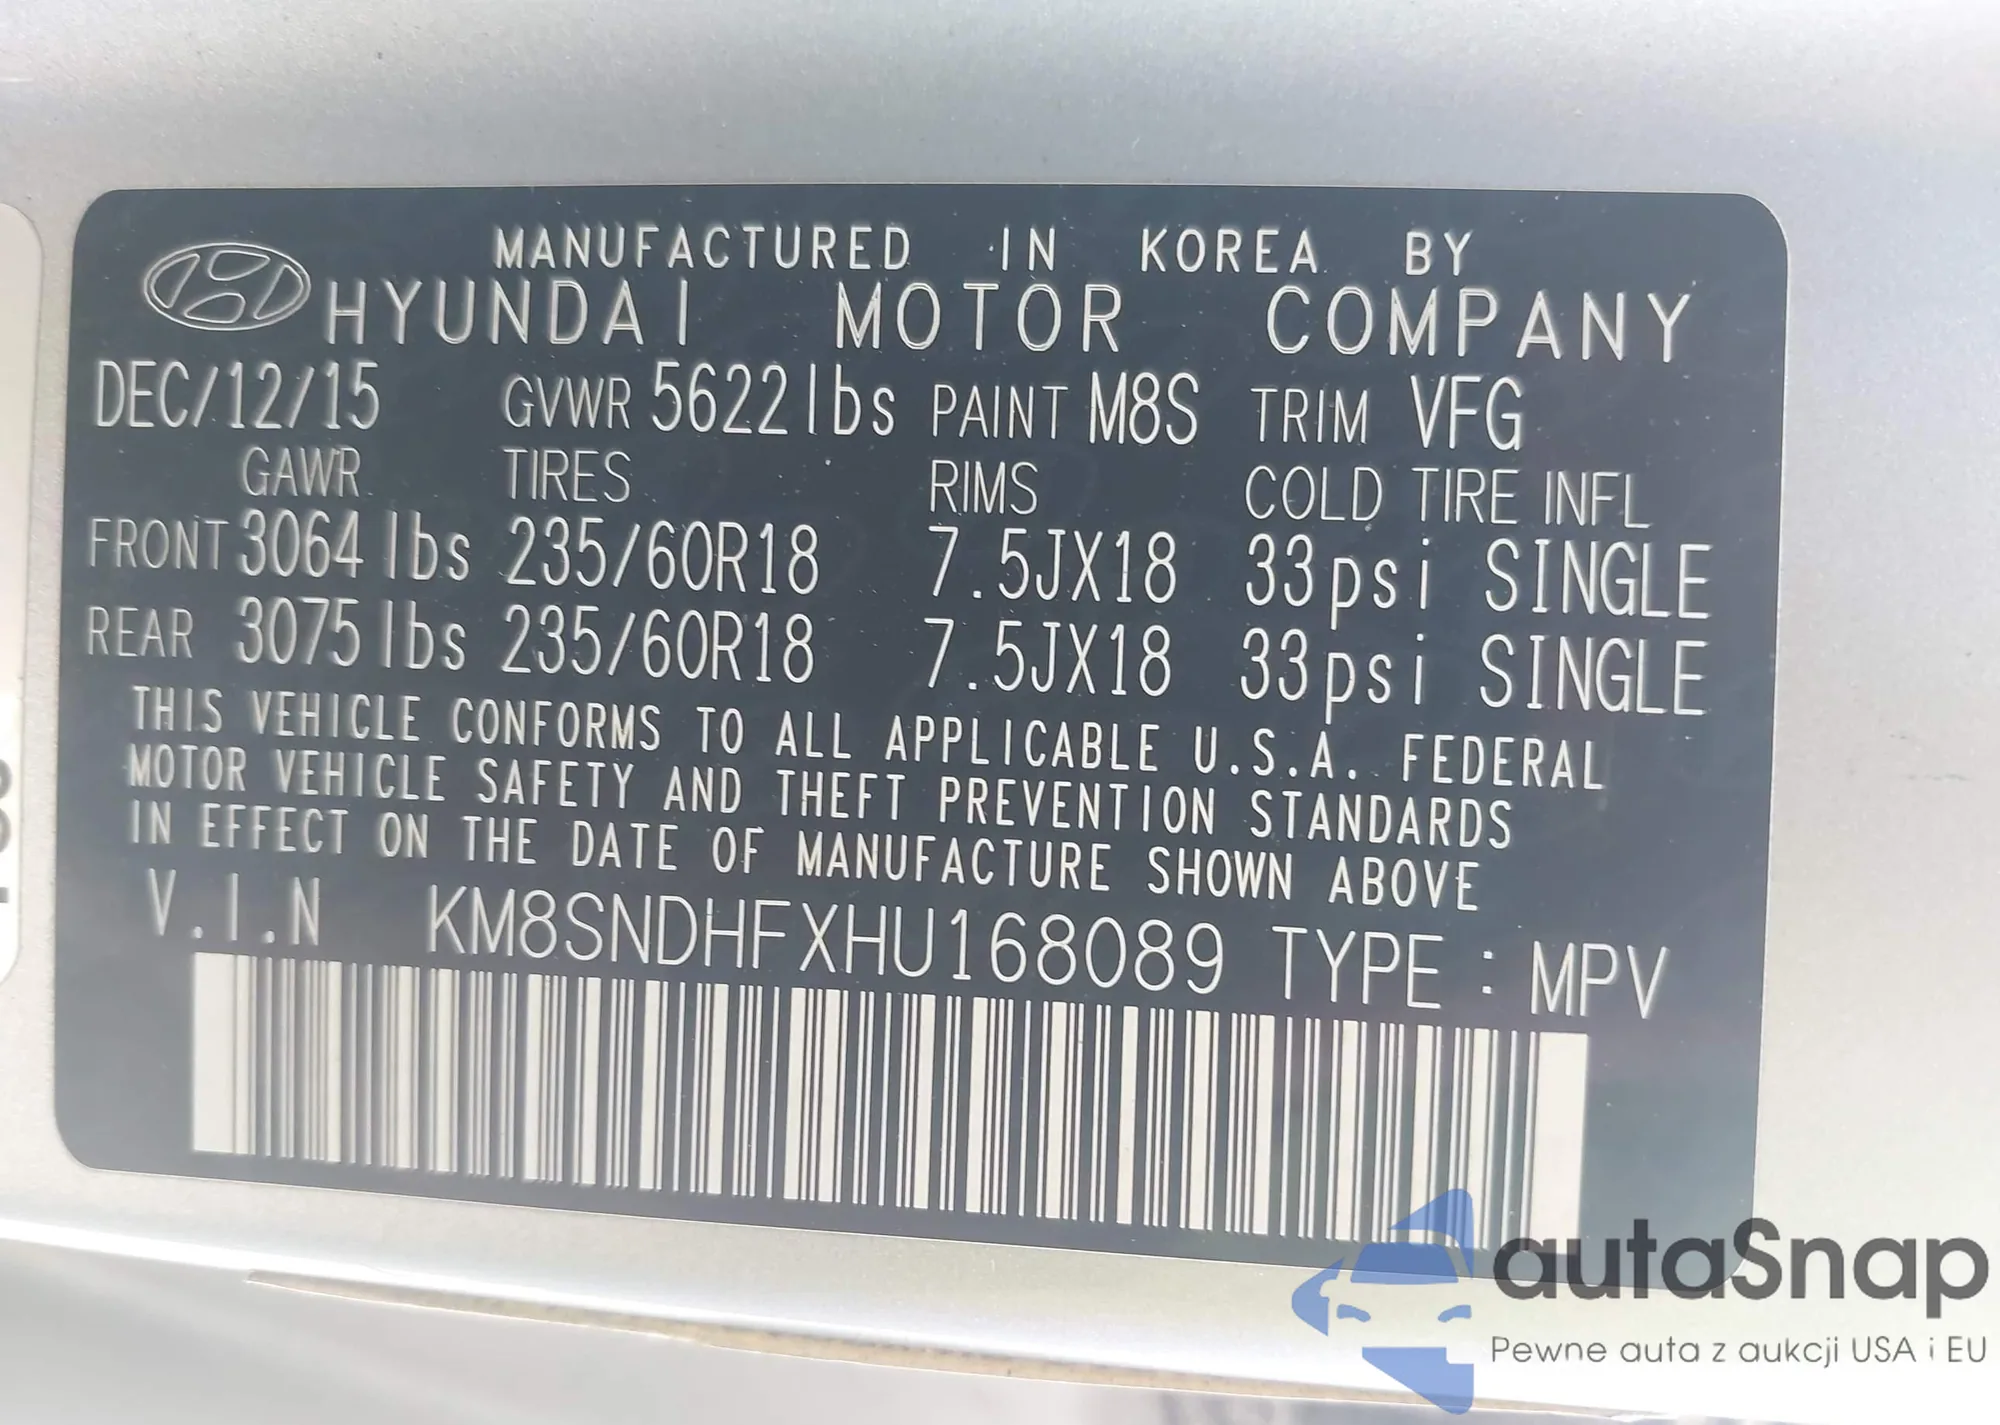 MANUFACTURED IN KOREA BY
HYUNDAI MOTOR COMPANY
DEC/12/15 GVWR 5622lbs PAINT M8S TRIM VFG
GAWR TIRES RIMS COLD TIRE INFL
FRONT 3064lbs 235/60R18 7.5JX18 33psi SINGLE
REAR 3075lbs 235/60R18 7.5JX18 33psi SINGLE
THIS VEHICLE CONFORMS TO ALL APPLICABLE U.S.A. FEDERAL
MOTOR VEHICLE SAFETY AND THEFT PREVENTION STANDARDS
IN EFFECT ON THE DATE OF MANUFACTURE SHOWN ABOVE
V.I.N KM8SNDHFXHU168089 TYPE : MPV
autoSnap
Pewne auta z aukcji USA i EU